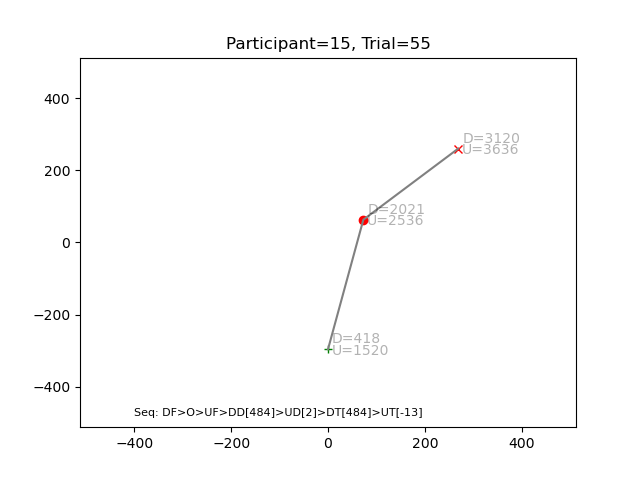 Participant=15, Trial=55
400
200
0
−200
−400
D=3120
U=3636
D=2021
U=2536
D=418
U=1520
Seq: DF>O>UF>DD[484]>UD[2]>DT[484]>UT[-13]
−400
−200
0
200
400